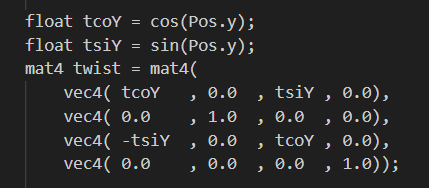 float tcoY = cos(Pos.y);
float tsiY = sin(Pos.y);
mat4 twist = mat4(
    vec4( tcoY   , 0.0  , tsiY , 0.0),
    vec4( 0.0    , 1.0  , 0.0  , 0.0),
    vec4( -tsiY  , 0.0  , tcoY , 0.0),
    vec4( 0.0    , 0.0  , 0.0  , 1.0));